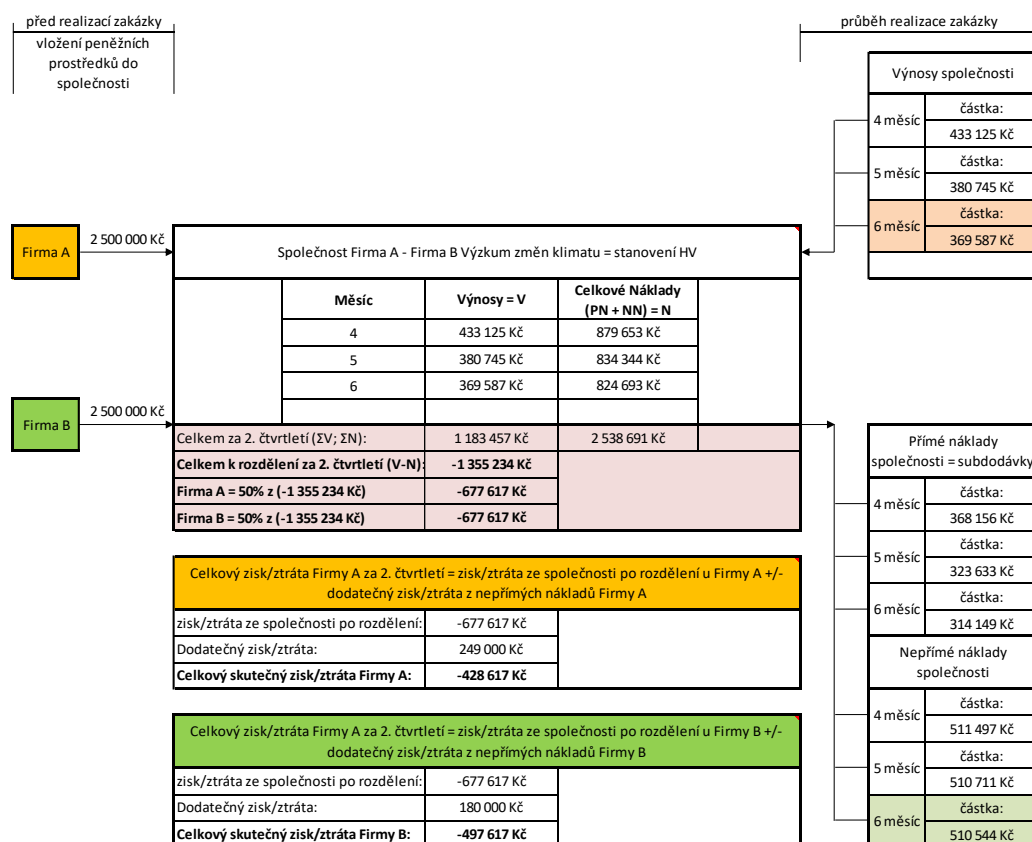 před realizací zakázky
vložení peněžních
prostředků do
společnosti
průběh realizace zakázky
Výnosy společnosti
4 měsíc
částka:
433 125 Kč
5 měsíc
částka:
380 745 Kč
6 měsíc
částka:
369 587 Kč
Firma A
2 500 000 Kč
Společnost Firma A - Firma B Výzkum změn klimatu = stanovení HV
Měsíc
Výnosy = V
Celkové Náklady
(PN + NN) = N
4
433 125 Kč
879 653 Kč
5
380 745 Kč
834 344 Kč
6
369 587 Kč
824 693 Kč
Firma B
2 500 000 Kč
Celkem za 2. čtvrtletí (ΣV; ΣN):
1 183 457 Kč
2 538 691 Kč
Celkem k rozdělení za 2. čtvrtletí (V-N):
-1 355 234 Kč
Firma A = 50% z (-1 355 234 Kč)
-677 617 Kč
Firma B = 50% z (-1 355 234 Kč)
-677 617 Kč
Přímé náklady
společnosti = subdodávky
4 měsíc
částka:
368 156 Kč
5 měsíc
částka:
323 633 Kč
6 měsíc
částka:
314 149 Kč
Celkový zisk/ztráta Firmy A za 2. čtvrtletí = zisk/ztráta ze společnosti po rozdělení u Firmy A +/-
dodatečný zisk/ztráta z nepřímých nákladů Firmy A
zisk/ztráta ze společnosti po rozdělení:
-677 617 Kč
Dodatečný zisk/ztráta:
249 000 Kč
Celkový skutečný zisk/ztráta Firmy A:
-428 617 Kč
Nepřímé náklady
společnosti
4 měsíc
částka:
511 497 Kč
5 měsíc
částka:
510 711 Kč
6 měsíc
částka:
510 544 Kč
Celkový zisk/ztráta Firmy A za 2. čtvrtletí = zisk/ztráta ze společnosti po rozdělení u Firmy B +/-
dodatečný zisk/ztráta z nepřímých nákladů Firmy B
zisk/ztráta ze společnosti po rozdělení:
-677 617 Kč
Dodatečný zisk/ztráta:
180 000 Kč
Celkový skutečný zisk/ztráta Firmy B:
-497 617 Kč